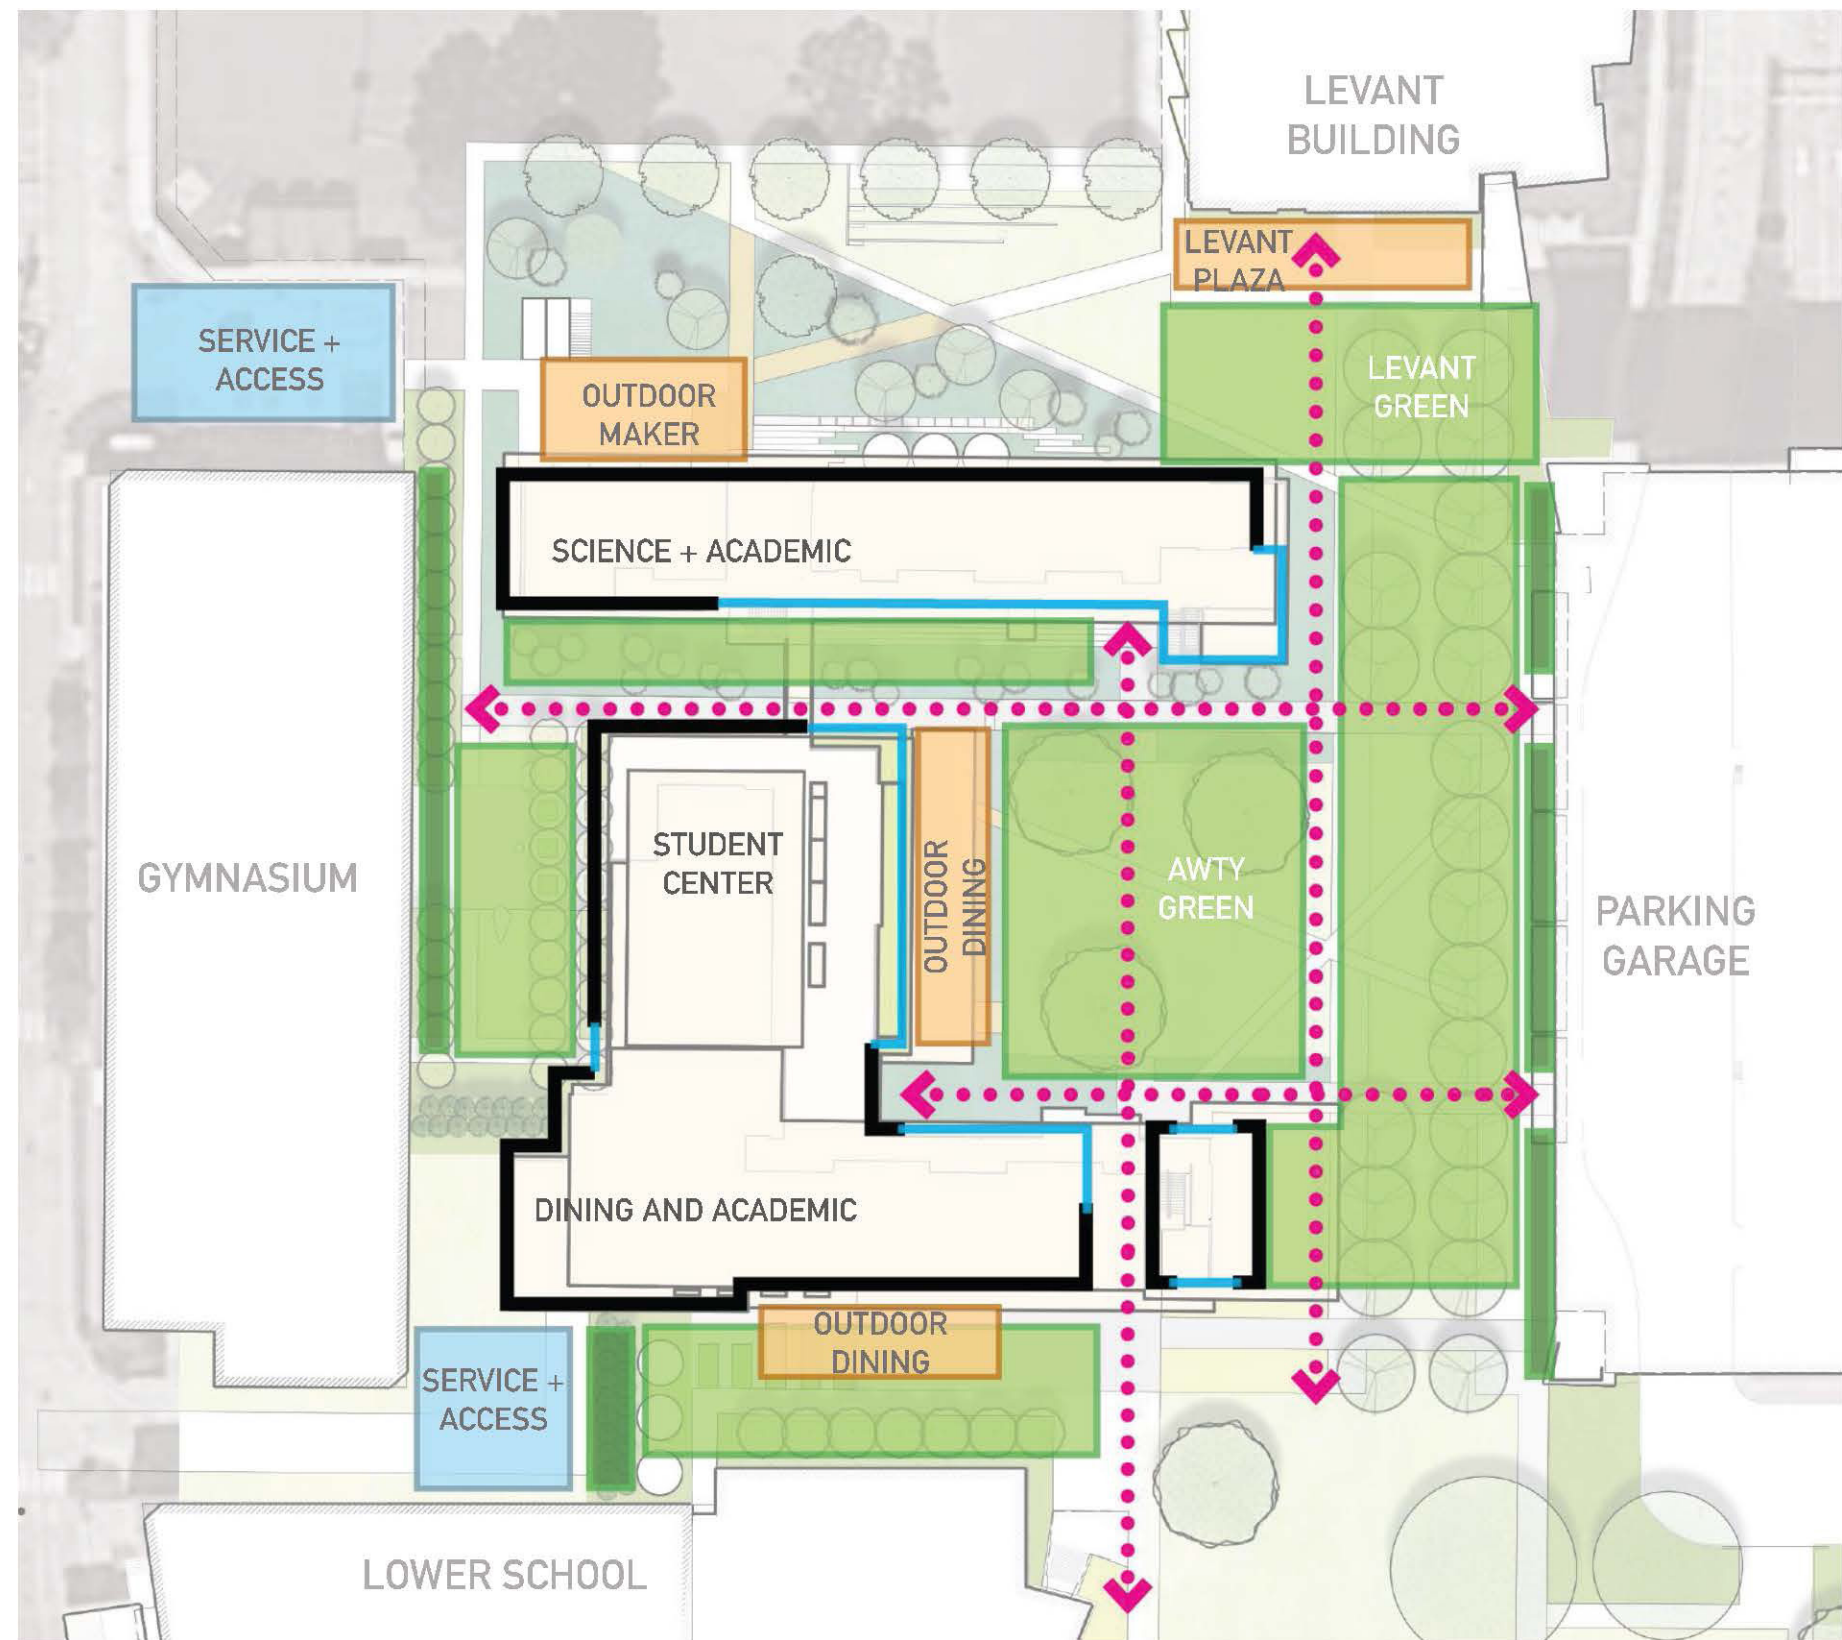 LEVANT
BUILDING
LEVANT
PLAZA
SERVICE +
ACCESS
OUTDOOR
MAKER
LEVANT
GREEN
SCIENCE + ACADEMIC
GYMNASIUM
STUDENT
CENTER
OUTDOOR
DINING
AWTY
GREEN
PARKING
GARAGE
DINING AND ACADEMIC
OUTDOOR
DINING
SERVICE +
ACCESS
LOWER SCHOOL